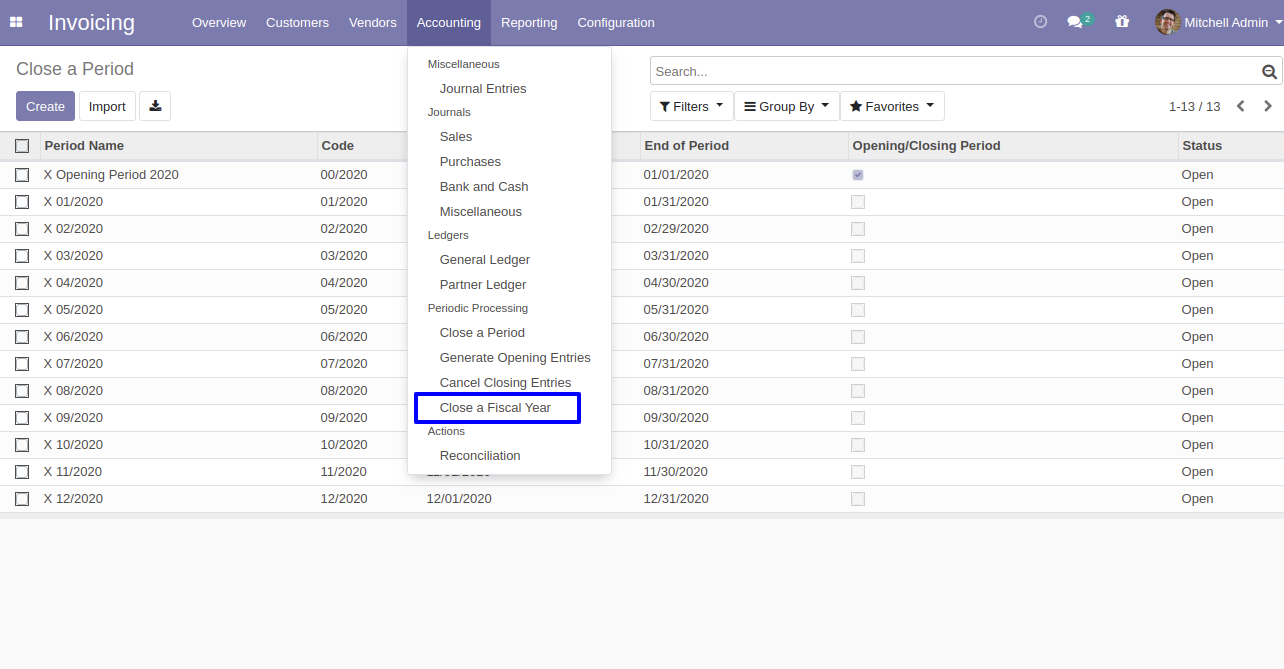 Invoicing Overview Customers Vendors Accounting Reporting Configuration 2 Mitchell Admin
Close a Period
Search...
Create Import
Filters Group By Favorites 1-13 / 13
Miscellaneous
Journal Entries
Journals
Sales
Purchases
Bank and Cash
Miscellaneous
Ledgers
General Ledger
Partner Ledger
Periodic Processing
Close a Period
Generate Opening Entries
Cancel Closing Entries
Close a Fiscal Year
Actions
Reconciliation
Period Name Code End of Period Opening/Closing Period Status
X Opening Period 2020 00/2020 01/01/2020 Open
X 01/2020 01/2020 01/31/2020 Open
X 02/2020 02/2020 02/29/2020 Open
X 03/2020 03/2020 03/31/2020 Open
X 04/2020 04/2020 04/30/2020 Open
X 05/2020 05/2020 05/31/2020 Open
X 06/2020 06/2020 06/30/2020 Open
X 07/2020 07/2020 07/31/2020 Open
X 08/2020 08/2020 08/31/2020 Open
X 09/2020 09/2020 09/30/2020 Open
X 10/2020 10/2020 10/31/2020 Open
X 11/2020 11/2020 11/30/2020 Open
X 12/2020 12/2020 12/01/2020 12/31/2020 Open